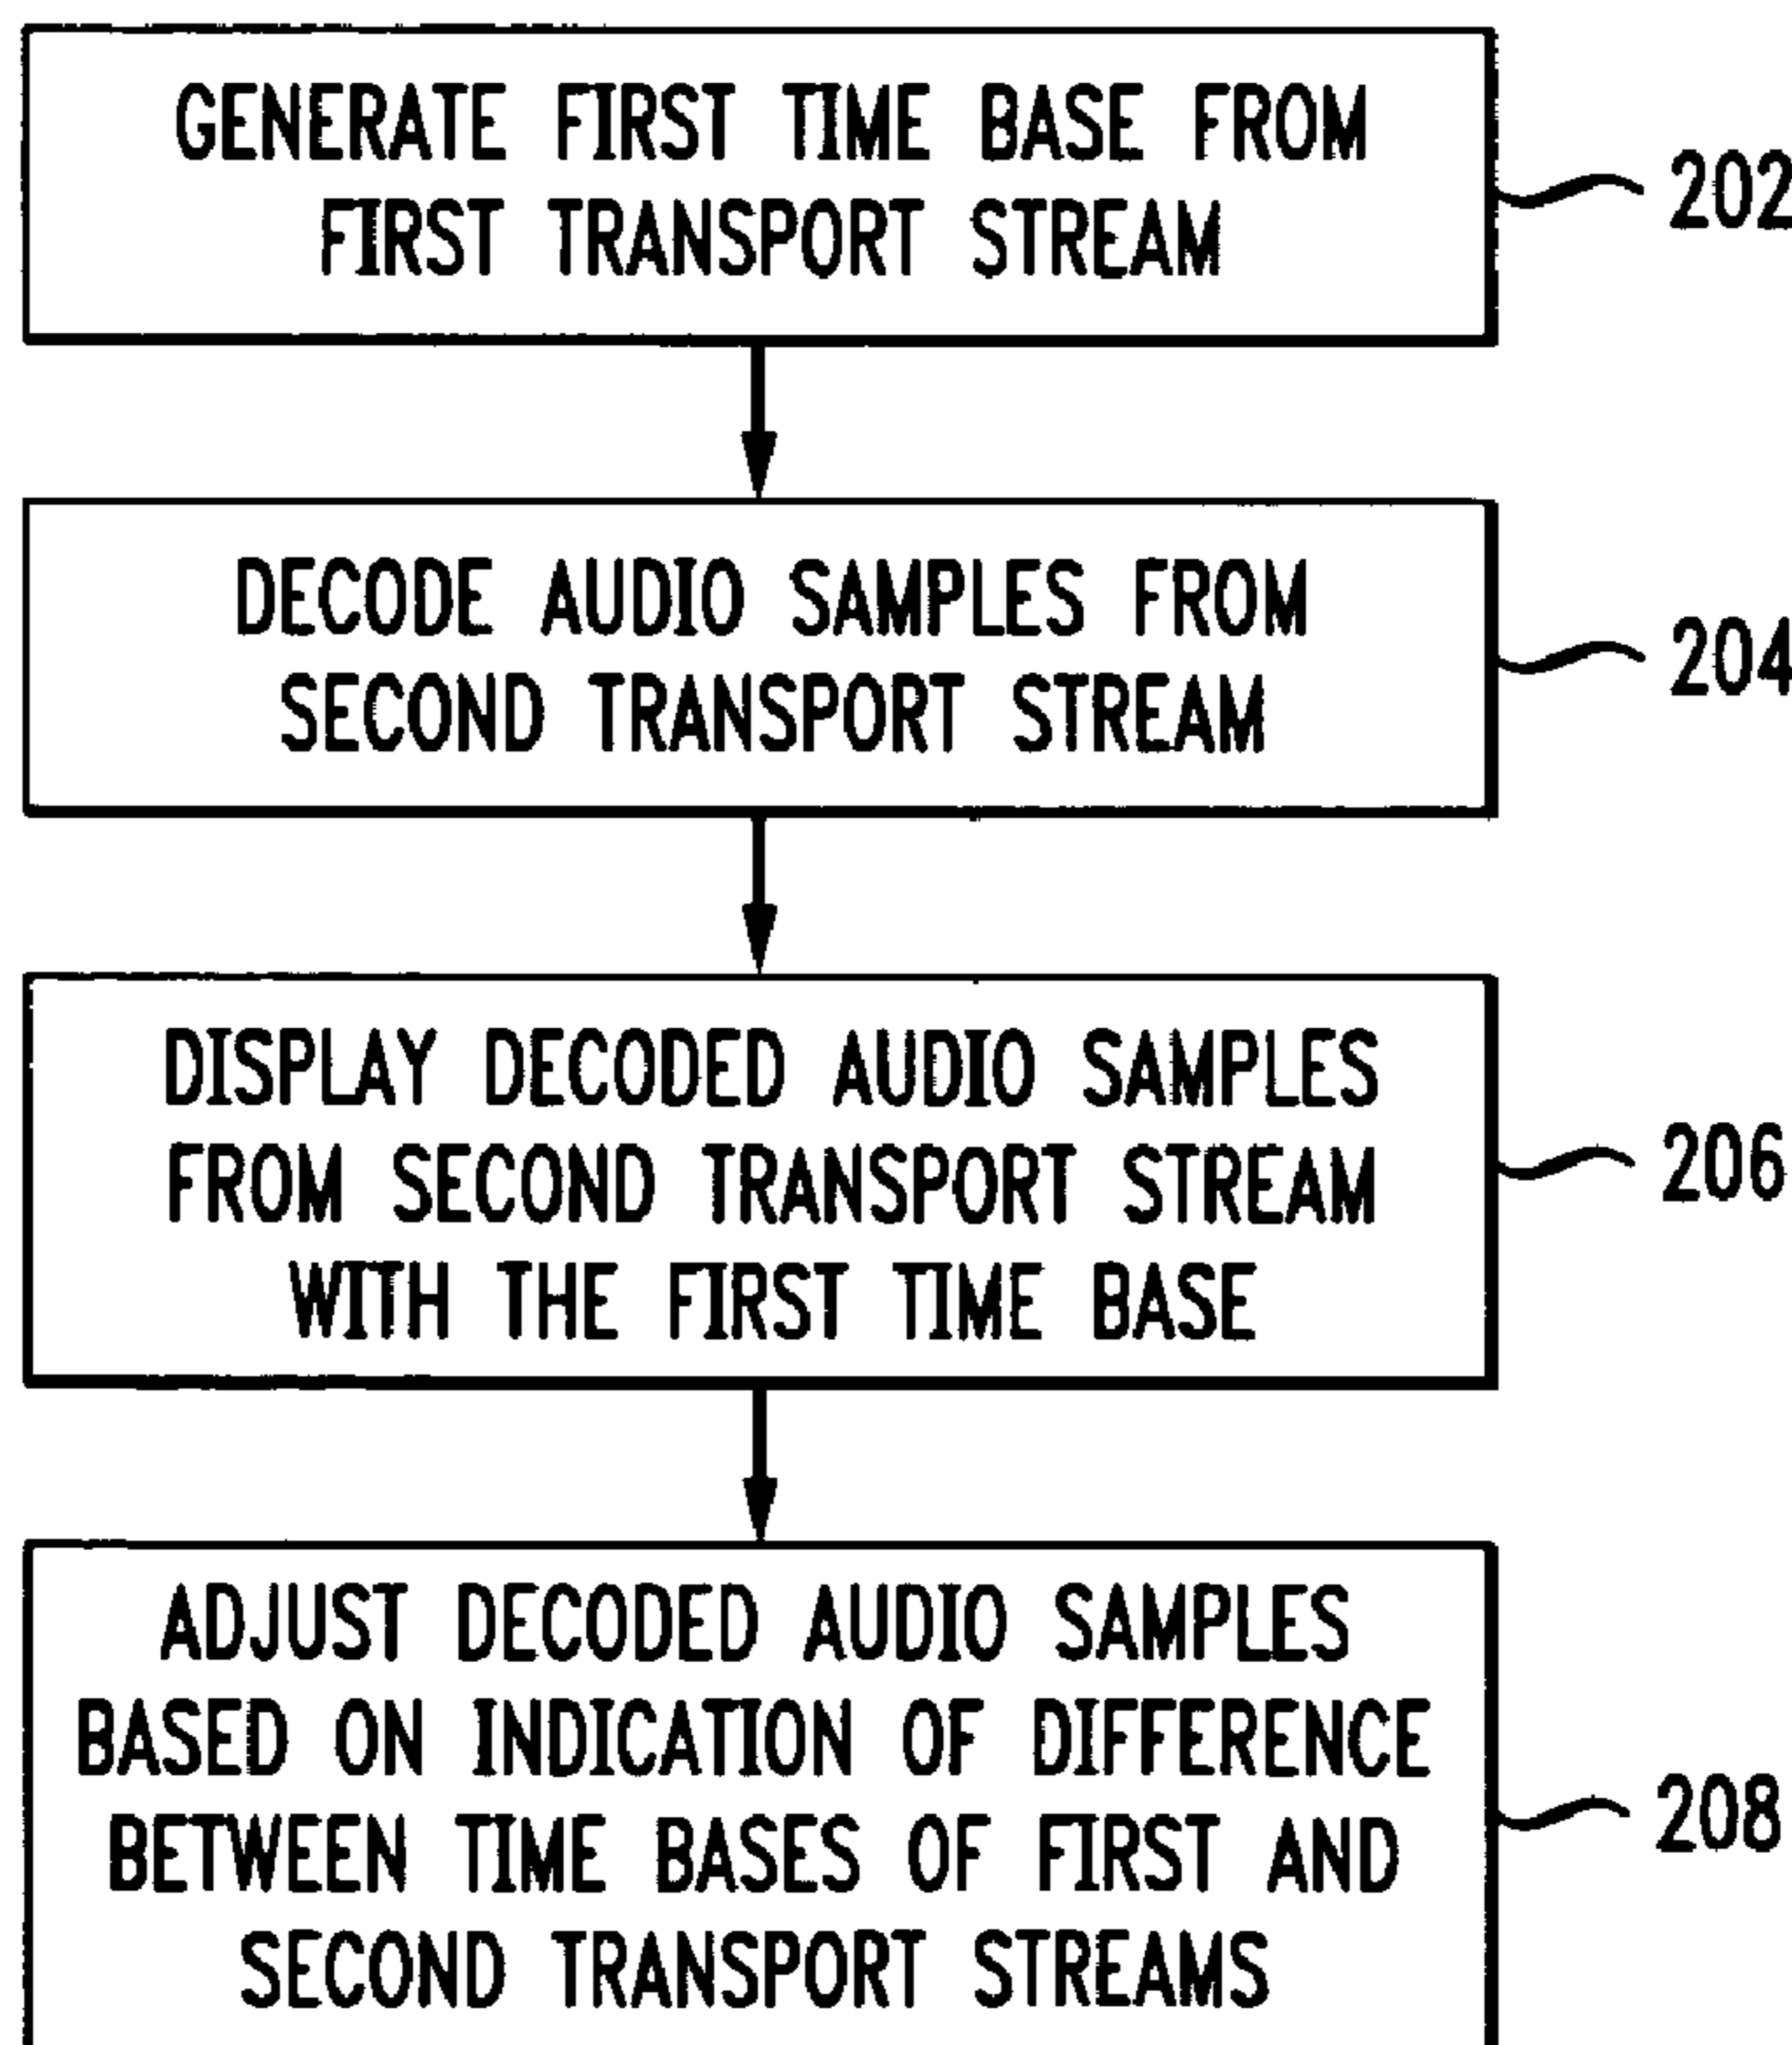 GENERATE FIRST TIME BASE FROM
FIRST TRANSPORT STREAM
202
DECODE AUDIO SAMPLES FROM
SECOND TRANSPORT STREAM
204
DISPLAY DECODED AUDIO SAMPLES
FROM SECOND TRANSPORT STREAM
WITH THE FIRST TIME BASE
206
ADJUST DECODED AUDIO SAMPLES
BASED ON INDICATION OF DIFFERENCE
BETWEEN TIME BASES OF FIRST AND
SECOND TRANSPORT STREAMS
208